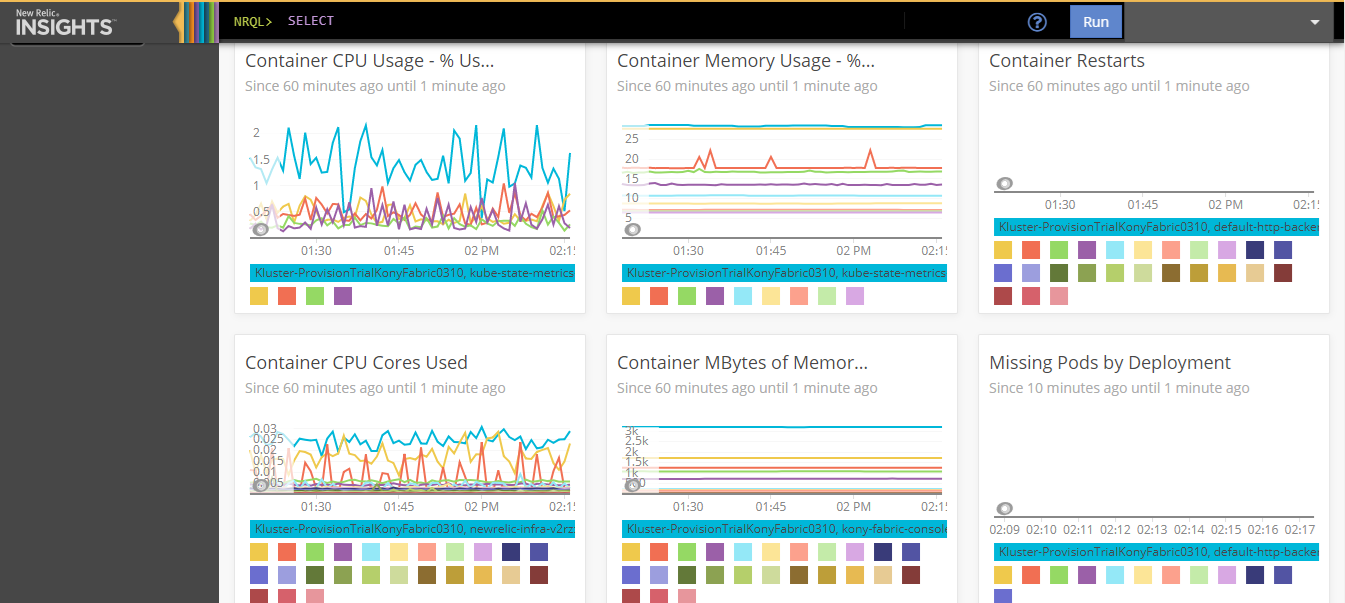 New Relic.
INSIGHTS™
NRQL> SELECT
Run
Container CPU Usage - % Us...
Since 60 minutes ago until 1 minute ago
2
1.5
1
0.5
01:30 01:45 02 PM 02:15
Kluster-ProvisionTrialKonyFabric0310, kube-state-metrics
Container Memory Usage - %...
Since 60 minutes ago until 1 minute ago
25
20
15
10
5
01:30 01:45 02 PM 02:15
Kluster-ProvisionTrialKonyFabric0310, kube-state-metrics
Container Restarts
Since 60 minutes ago until 1 minute ago
01:30 01:45 02 PM 02:15
Kluster-ProvisionTrialKonyFabric0310, default-http-backe
Container CPU Cores Used
Since 60 minutes ago until 1 minute ago
0.03
0.025
0.02
0.015
0.01
0.005
01:30 01:45 02 PM 02:15
Kluster-ProvisionTrialKonyFabric0310, newrelic-infra-v2rz
Container MBytes of Memor...
Since 60 minutes ago until 1 minute ago
3k
2.5k
2k
1.5k
1k
01:30 01:45 02 PM 02:15
Kluster-ProvisionTrialKonyFabric0310, kony-fabric-consol
Missing Pods by Deployment
Since 10 minutes ago until 1 minute ago
02:09 02:10 02:11 02:12 02:13 02:14 02:15 02:16 02:17
Kluster-ProvisionTrialKonyFabric0310, default-http-backe